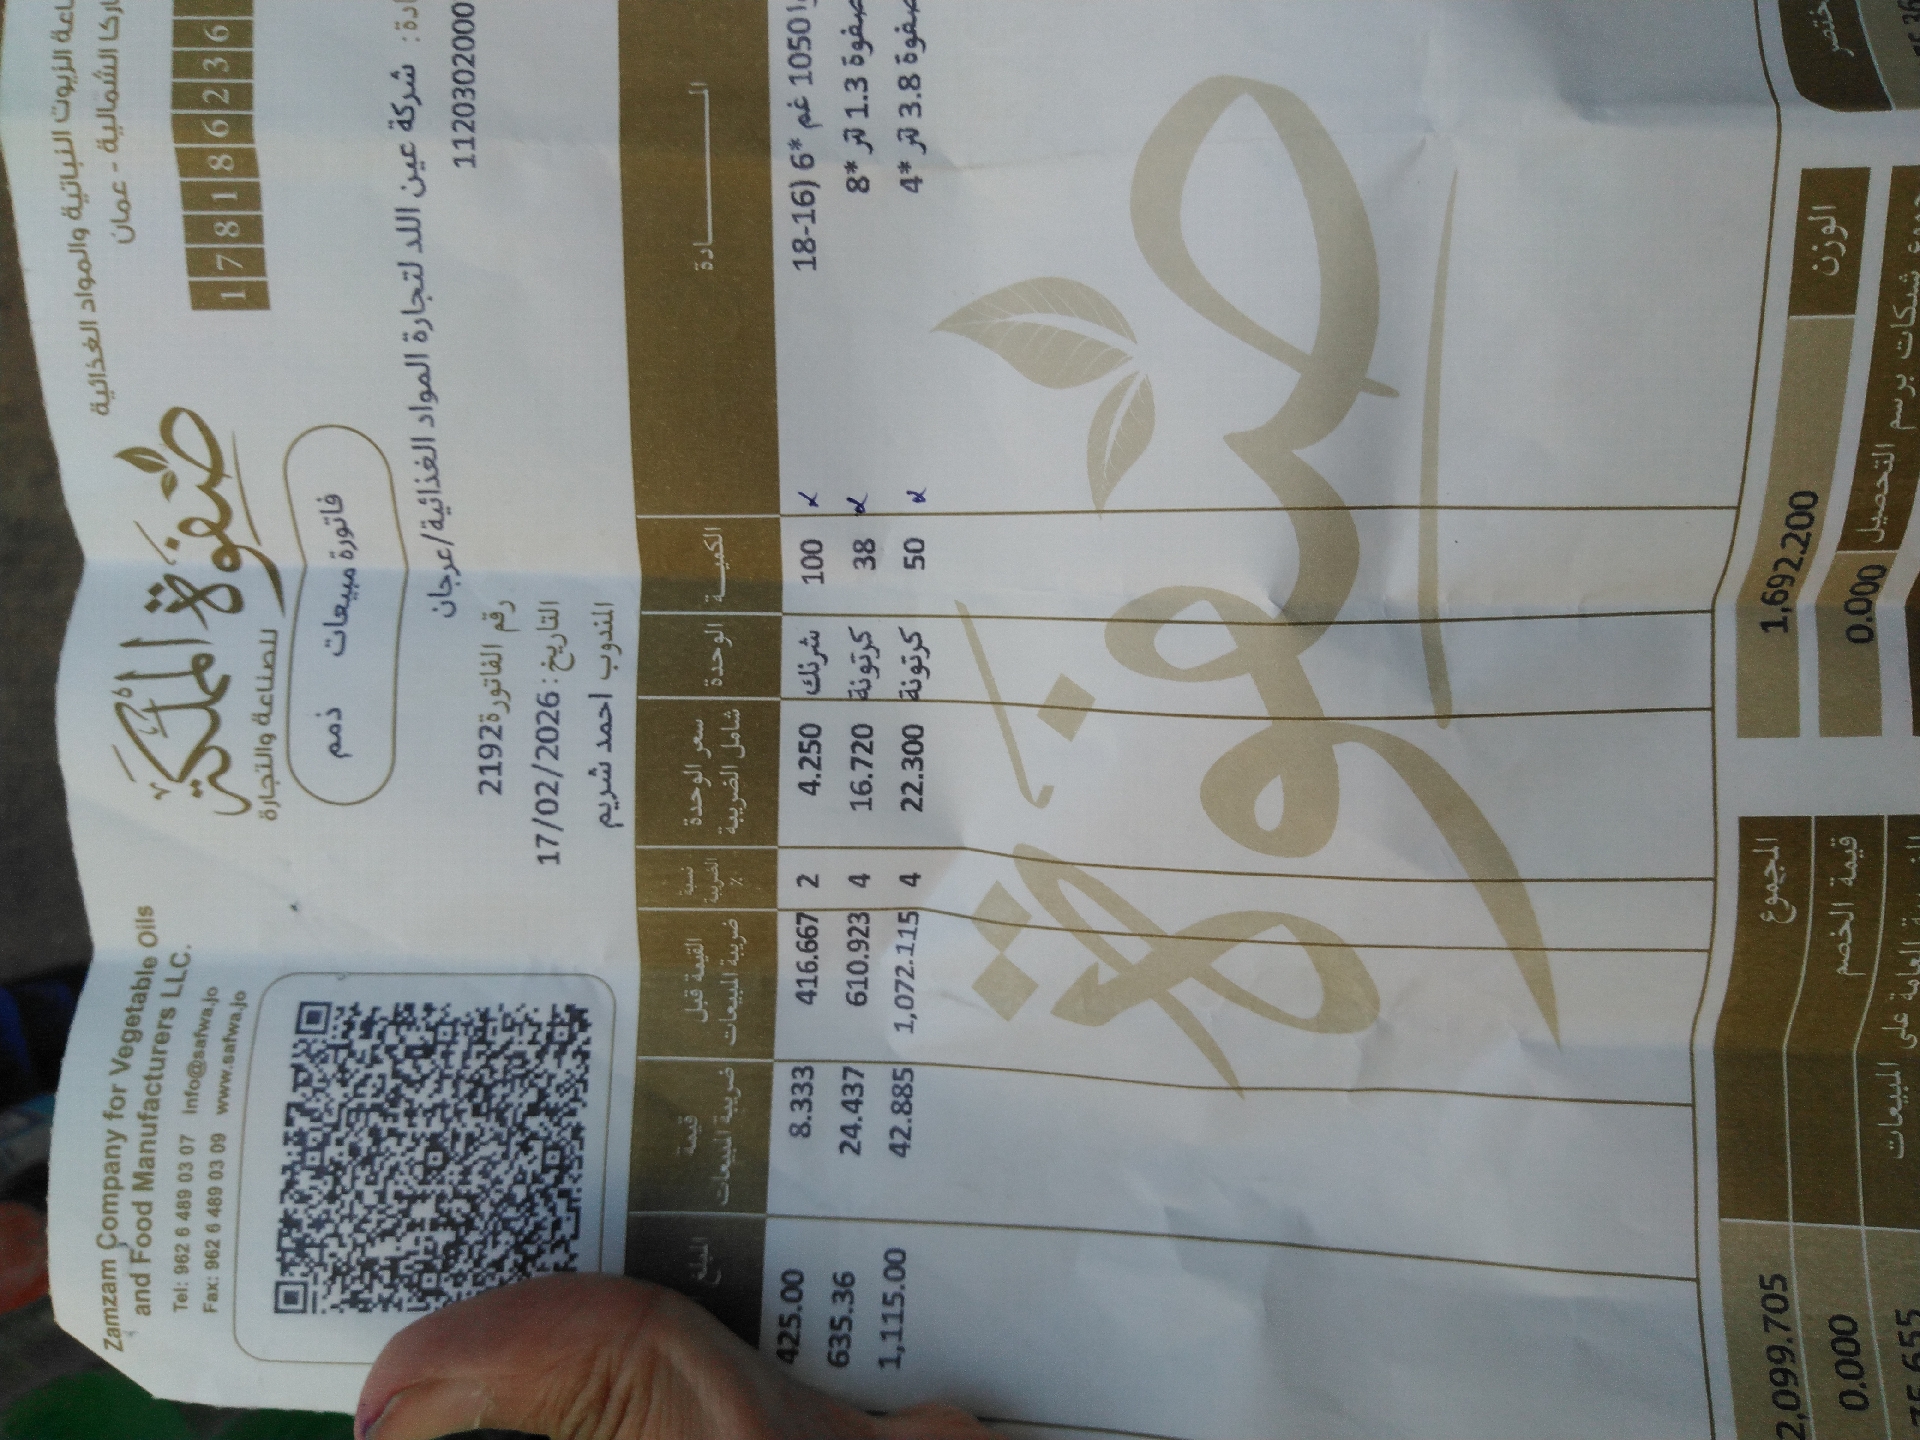 Zamzam Company for Vegetable Oils
and Food Manufacturers LLC.
Tel: 962 6 489 03 07 Info@safwa.jo
Fax: 962 6 489 03 09 www.safwa.jo
صفوة المملكة
للصناعة والتجارة
الزيوت النباتية والمواد الغذائية
الشمالية - عمان
1 7 8 1 8 6 2 3 6
فاتورة مبيعات ذمم
شركة عين اللد لتجارة المواد الغذائية/عرجان
رقم الفاتورة 2192
1120302000
التاريخ: 17/02/2026
المندوب احمد شريم
المــــــادة الكميــة الوحدة سعر الوحدة شامل الضريبة نسبة الضريبة % القيمة قبل ضريبة المبيعات قيمة ضريبة المبيعات المبلغ
1050 غم *6 (16-18 100 شرنك 4.250 2 416.667 8.333 425.00
صفوة 1.3 لتر *8 38 كرتونة 16.720 4 610.923 24.437 635.36
صفوة 3.8 لتر *4 50 كرتونة 22.300 4 1,072.115 42.885 1,115.00
صفوة
الوزن 1,692.200 المجموع 2,099.705
شيكات برسم التحصيل 0.000 قيمة الخصم 0.000
العامة على المبيعات